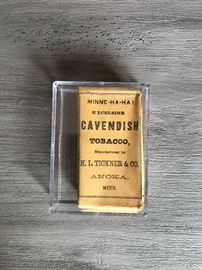 MINNE-HA-HA!
EXCELSIOR
CAVENDISH
TOBACCO,
Manufactured by
H. L. TICKNER & CO.
ANOKA,
MINN.